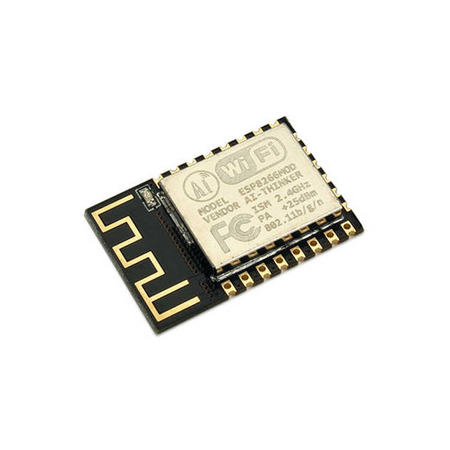 Ai WiFi
MODEL ESP8266MOD
VENDOR AI-THINKER
ISM 2.4GHz
PA +25dBm
802.11b/g/n
FC